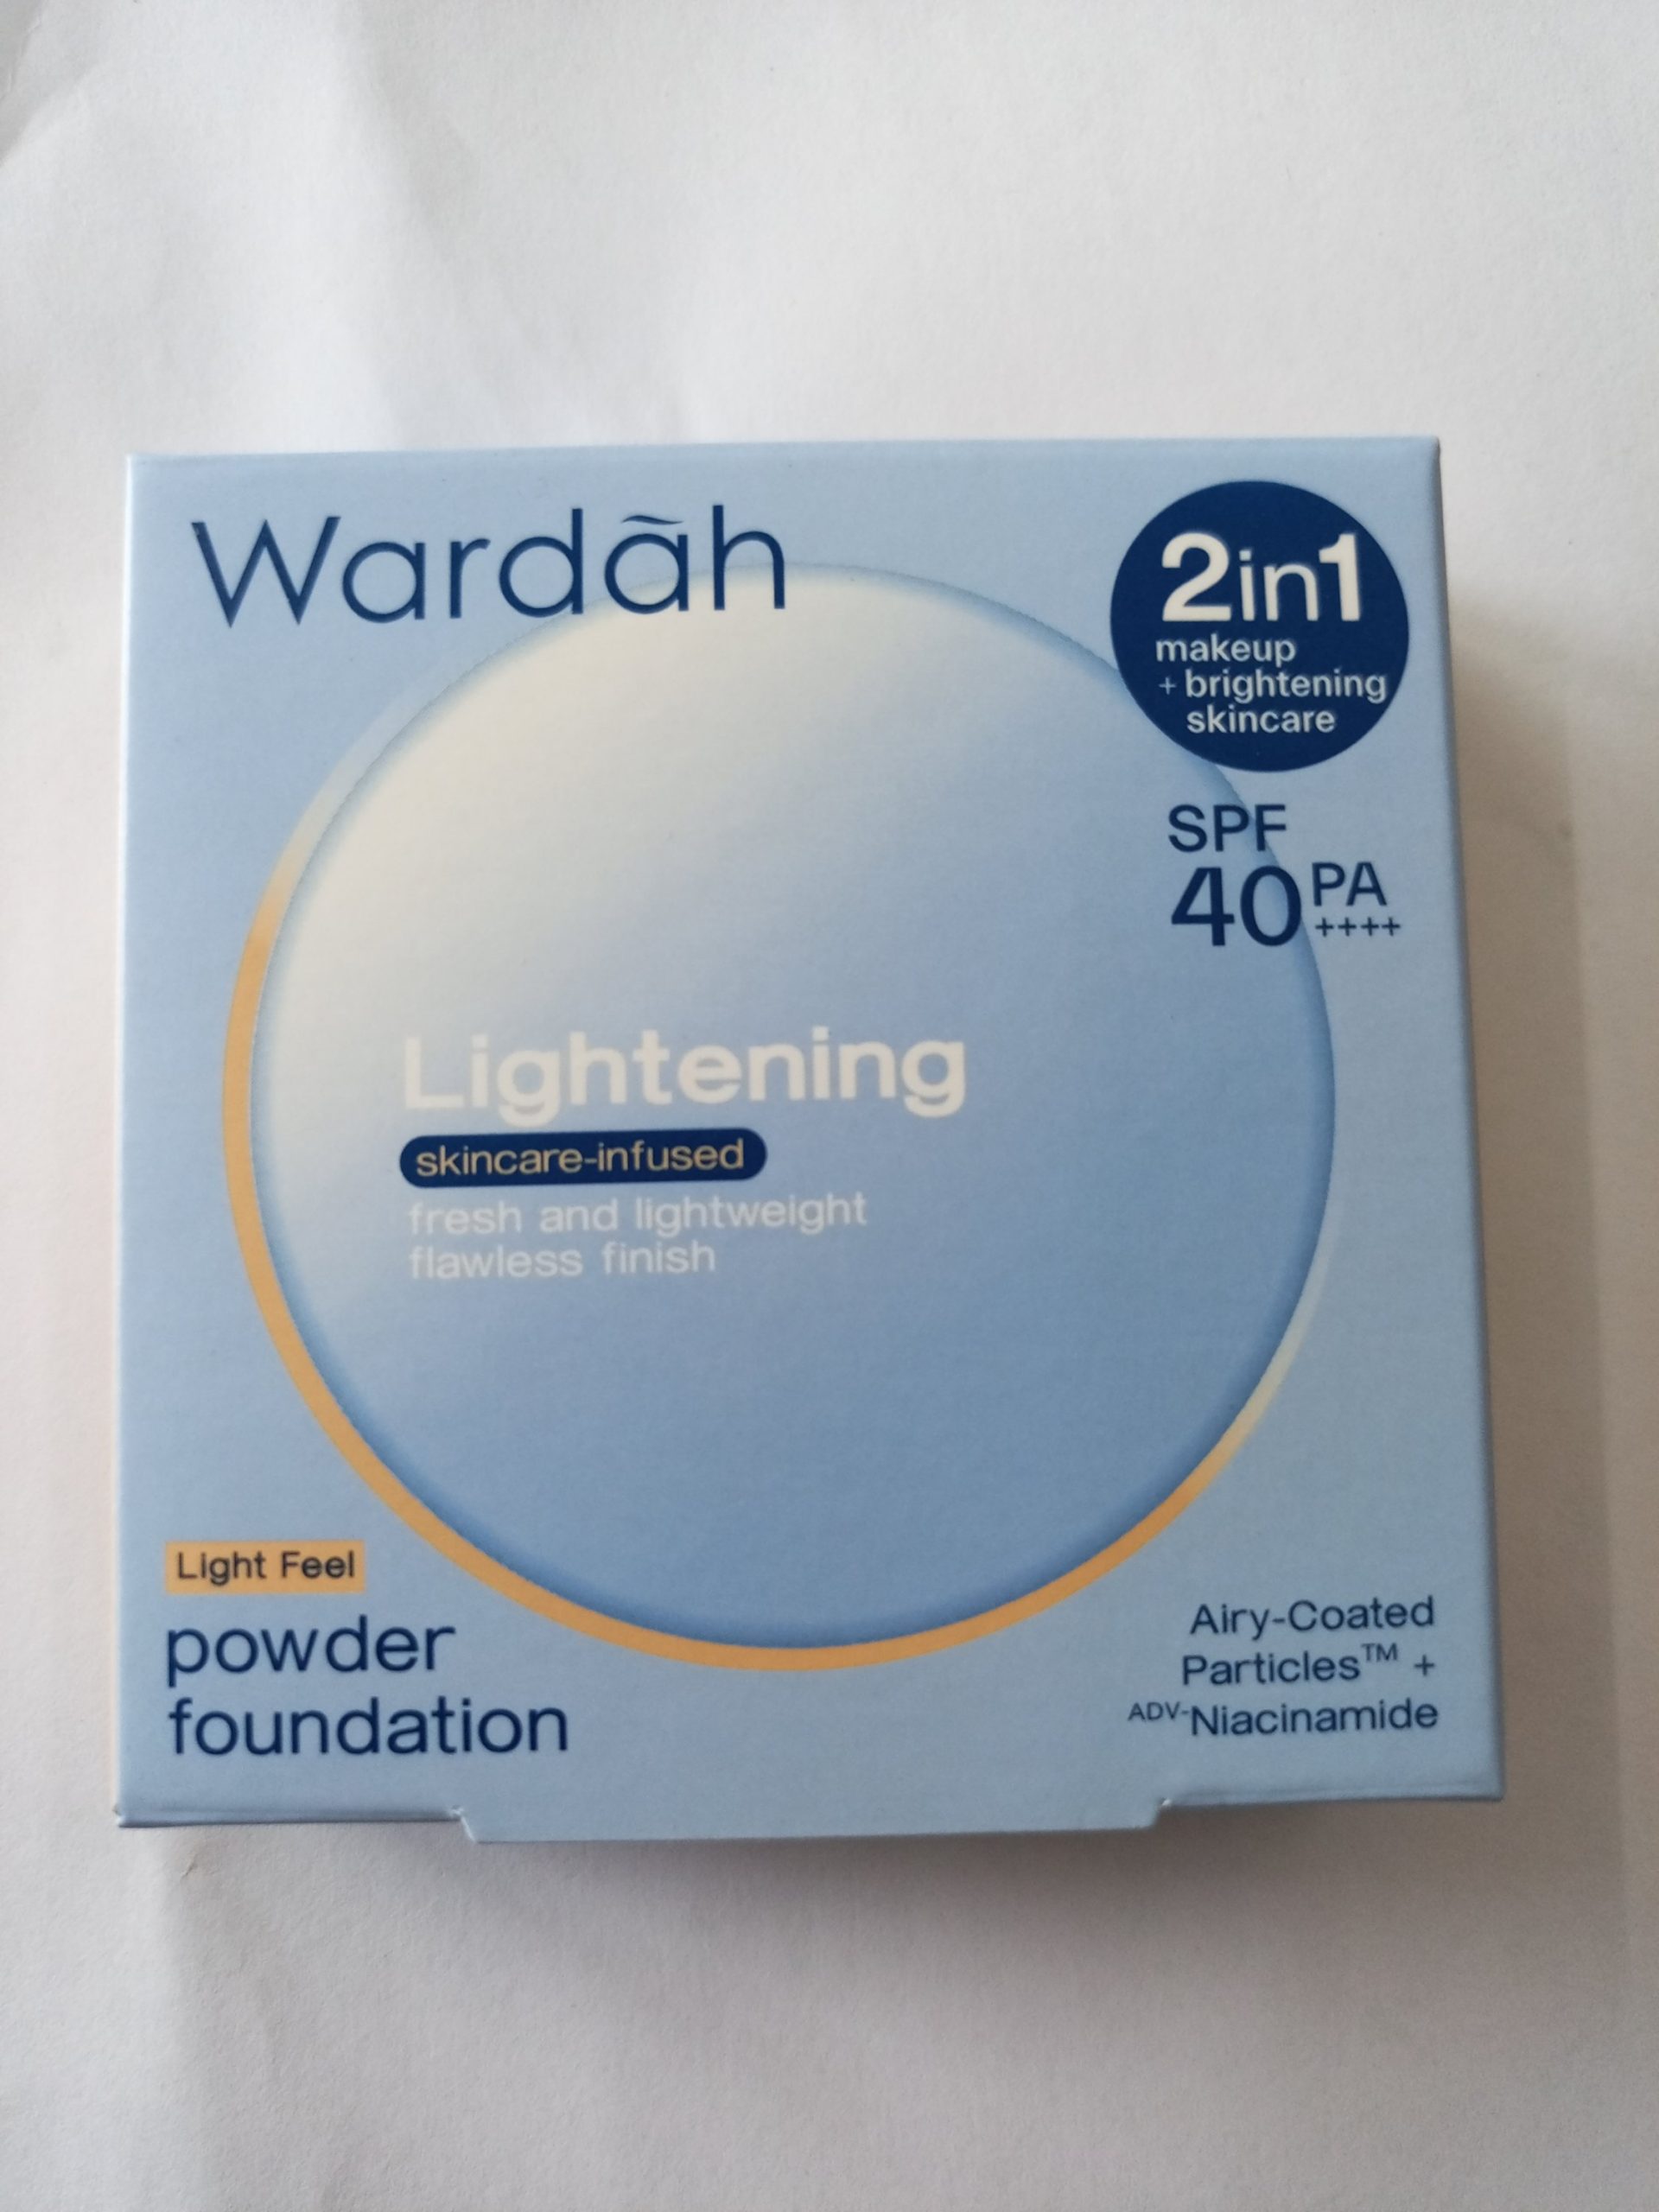 Wardãh
2in1
makeup
+ brightening
skincare
SPF
40 PA
++++
Lightening
skincare-infused
fresh and lightweight
flawless finish
Light Feel
powder
foundation
Airy-Coated
Particles™ +
ADV-Niacinamide